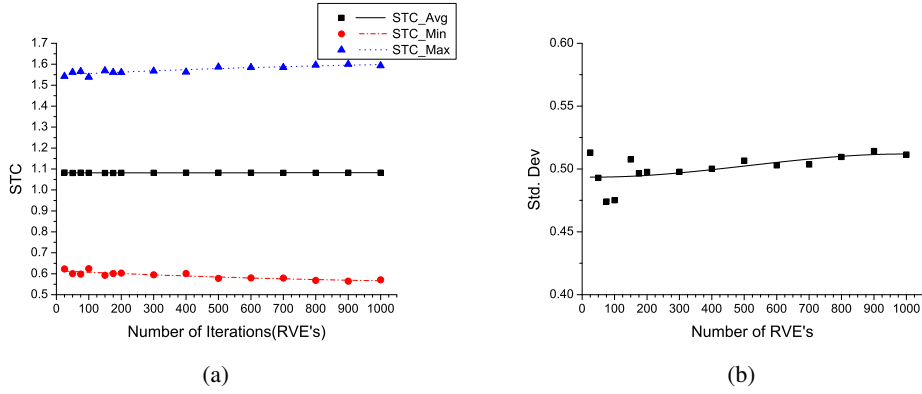 STC_Avg
STC_Min
STC_Max
1.7
1.6
1.5
1.4
1.3
1.2
1.1
1.0
0.9
0.8
0.7
0.6
0.5
STC
0 100 200 300 400 500 600 700 800 900 1000
Number of Iterations(RVE's)
(a)
0.60
0.55
0.50
0.45
0.40
Std. Dev
0 100 200 300 400 500 600 700 800 900 1000
Number of RVE's
(b)